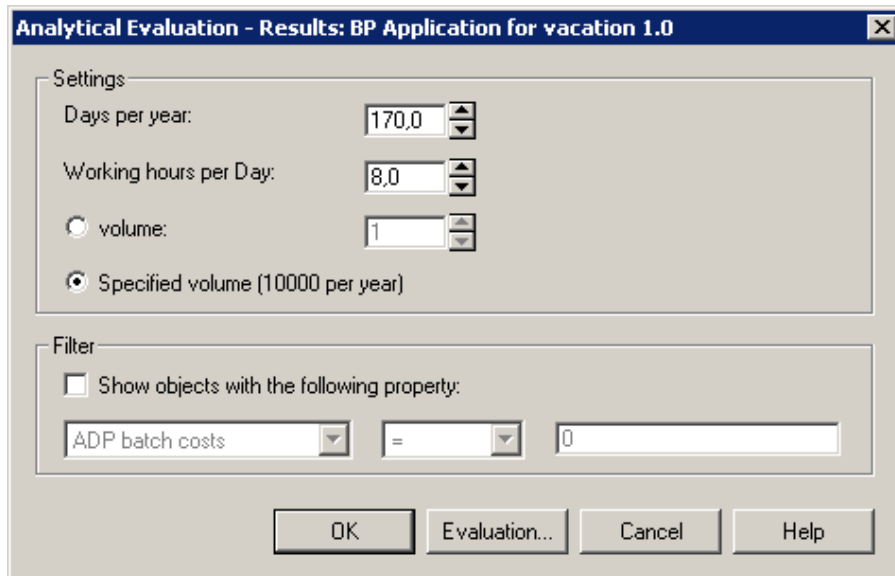 Analytical Evaluation - Results: BP Application for vacation 1.0
Settings
Days per year: 170,0
Working hours per Day: 8,0
volume: 1
Specified volume (10000 per year)
Filter
Show objects with the following property:
ADP batch costs = 0
OK Evaluation... Cancel Help